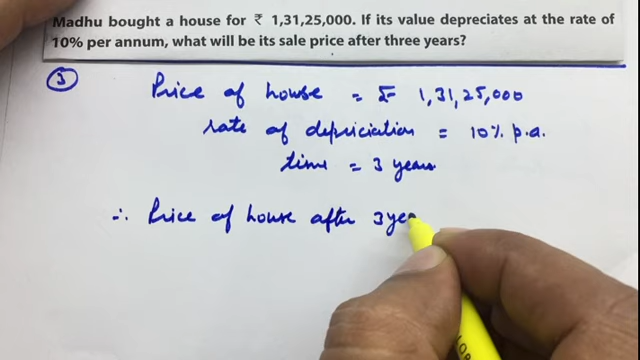 Madhu bought a house for ₹ 1,31,25,000. If its value depreciates at the rate of
10% per annum, what will be its sale price after three years?
③ Price of house = ₹ 1,31,25,000
rate of depriciation = 10% p.a.
time = 3 years
∴ Price of house after 3 yea